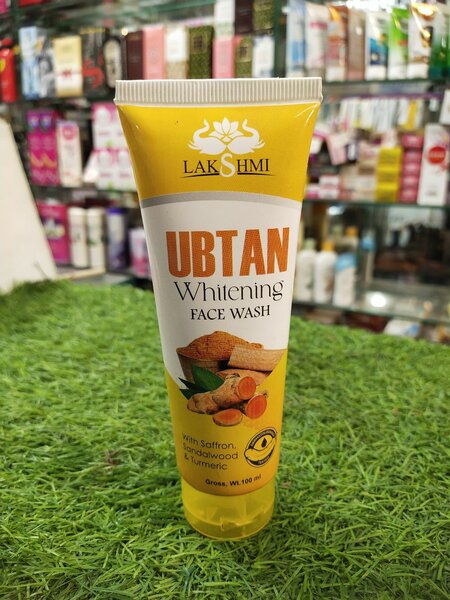 LAKSHMI
UBTAN
Whitening
FACE WASH
With Saffron,
Sandalwood
& Turmeric
Gross, Wt.100 ml